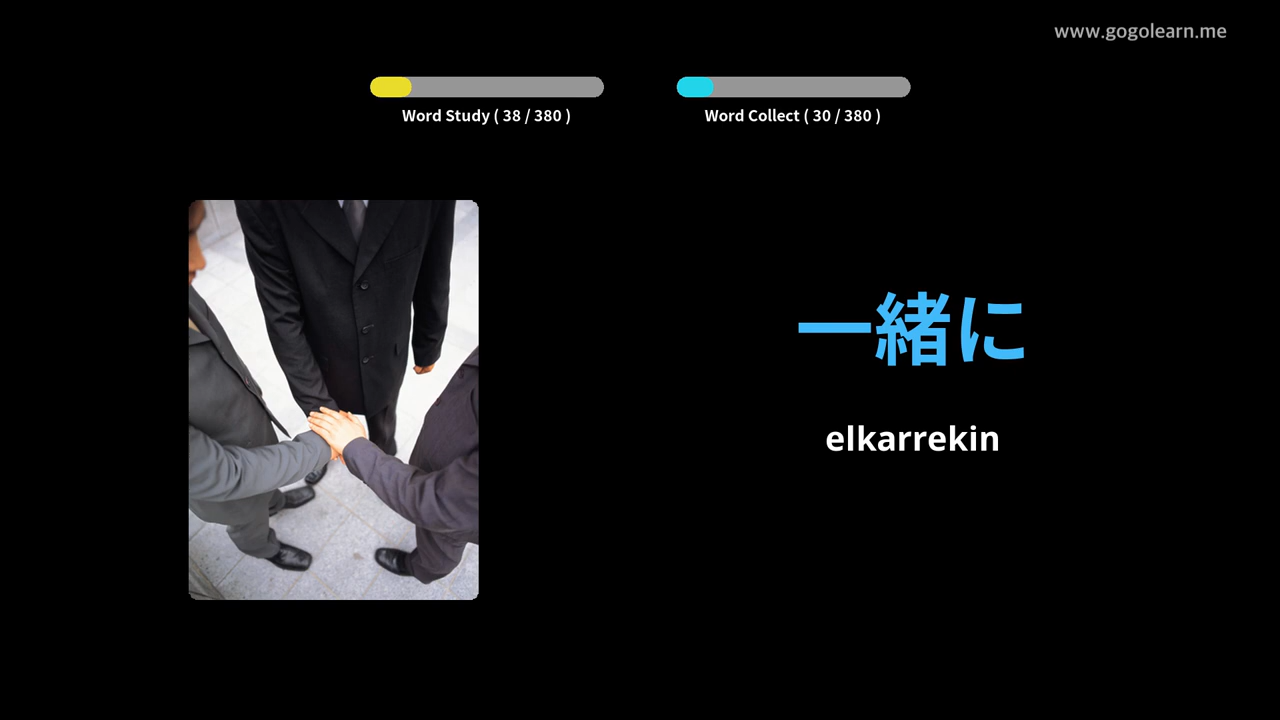 www.gogolearn.me
Word Study ( 38 / 380 )
Word Collect ( 30 / 380 )
一緒に
elkarrekin